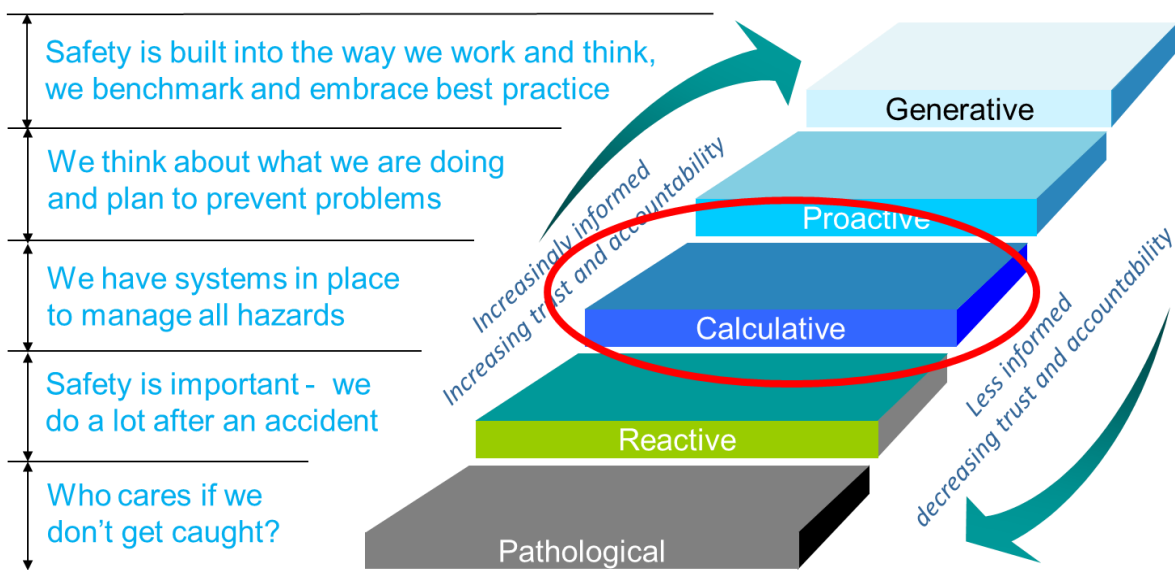 Safety is built into the way we work and think,
we benchmark and embrace best practice
Generative
We think about what we are doing
and plan to prevent problems
Proactive
Increasingly informed
Increasing trust and accountability
We have systems in place
to manage all hazards
Calculative
Less informed
decreasing trust and accountability
Safety is important - we
do a lot after an accident
Reactive
Who cares if we
don't get caught?
Pathological